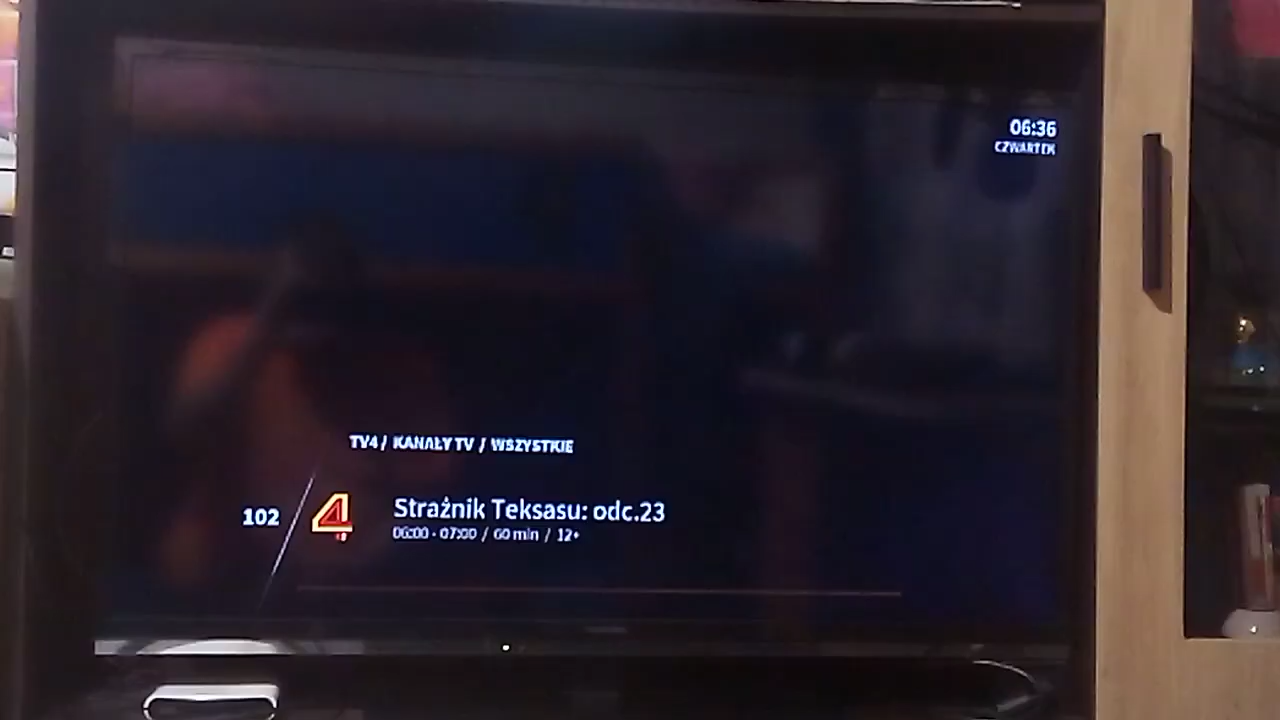 06:36
CZWARTEK
TV4 / KANAŁY TV / WSZYSTKIE
102
4
Strażnik Teksasu: odc.23
06:00 - 07:00 / 60 min / 12+